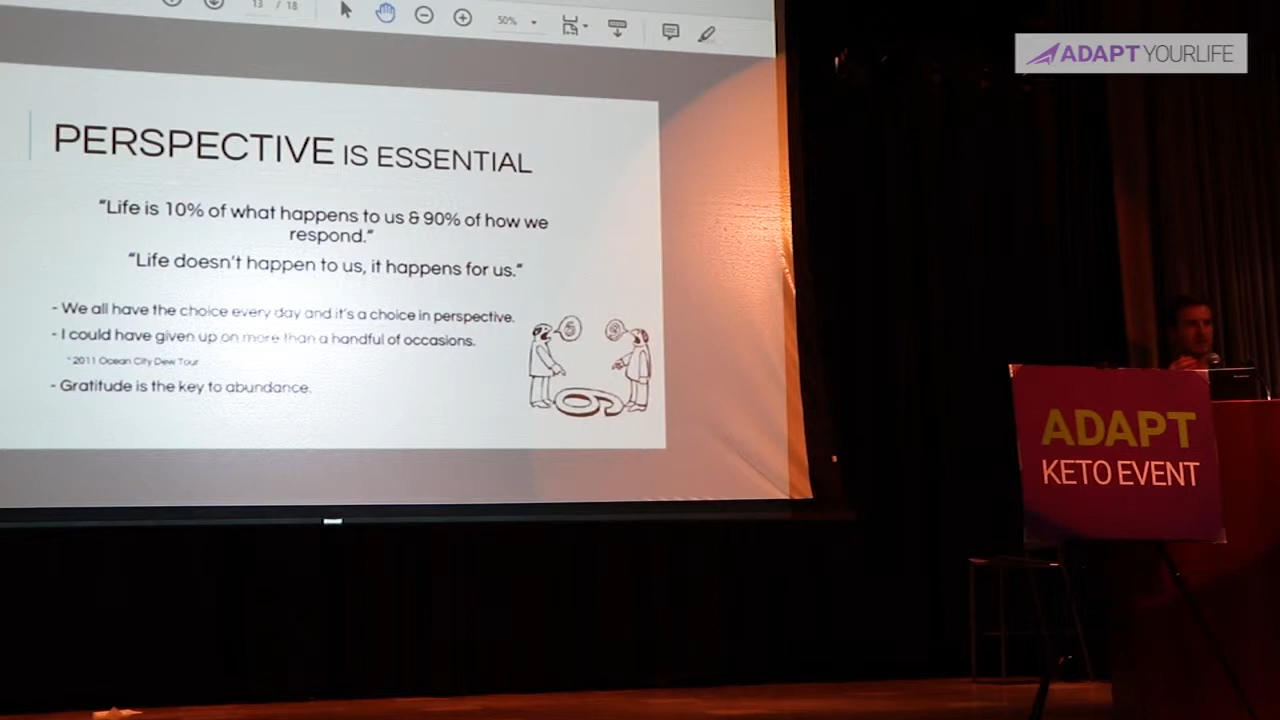 13 / 18
50%
ADAPT YOURLIFE
PERSPECTIVE IS ESSENTIAL
“Life is 10% of what happens to us & 90% of how we
respond.”
“Life doesn’t happen to us, it happens for us.”
- We all have the choice every day and it’s a choice in perspective.
- I could have given up on more than a handful of occasions.
* 2011 Ocean City Dew Tour
- Gratitude is the key to abundance.
ADAPT
KETO EVENT